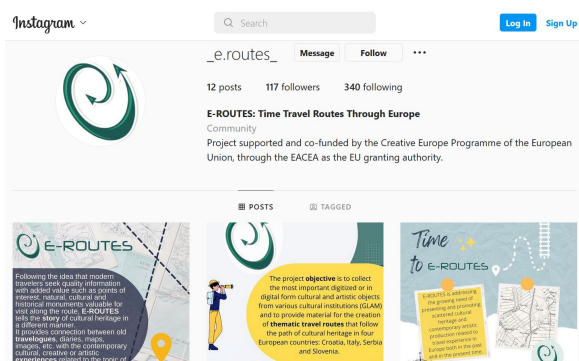 Instagram
Search
Log In
Sign Up
_e.routes_
Message
Follow
12 posts
117 followers
340 following
E-ROUTES: Time Travel Routes Through Europe
Community
Project supported and co-funded by the Creative Europe Programme of the European
Union, through the EACEA as the EU granting authority.
POSTS
TAGGED
E-ROUTES
Following the idea that modern
travelers seek quality information
with added value such as points of
interest, natural, cultural and
historical monuments valuable for
visit along the route, E-ROUTES
tells the story of cultural heritage in
a different manner.
It provides connection between old
travelogues, diaries, maps,
images, etc. with the contemporary
cultural, creative or artistic
experiences related to the topic of
The project objective is to collect
the most important digitized or in
digital form cultural and artistic objects
from various cultural institutions (GLAM)
and to provide material for the creation
of thematic travel routes that follow
the path of cultural heritage in four
European countries: Croatia, Italy, Serbia
and Slovenia.
Time
to E-ROUTES
E-ROUTES is addressing
the growing need of
presenting and promoting
scattered cultural
heritage and
contemporary artistic
production related to
travel experience in
Europe both in the past
and in the present time.